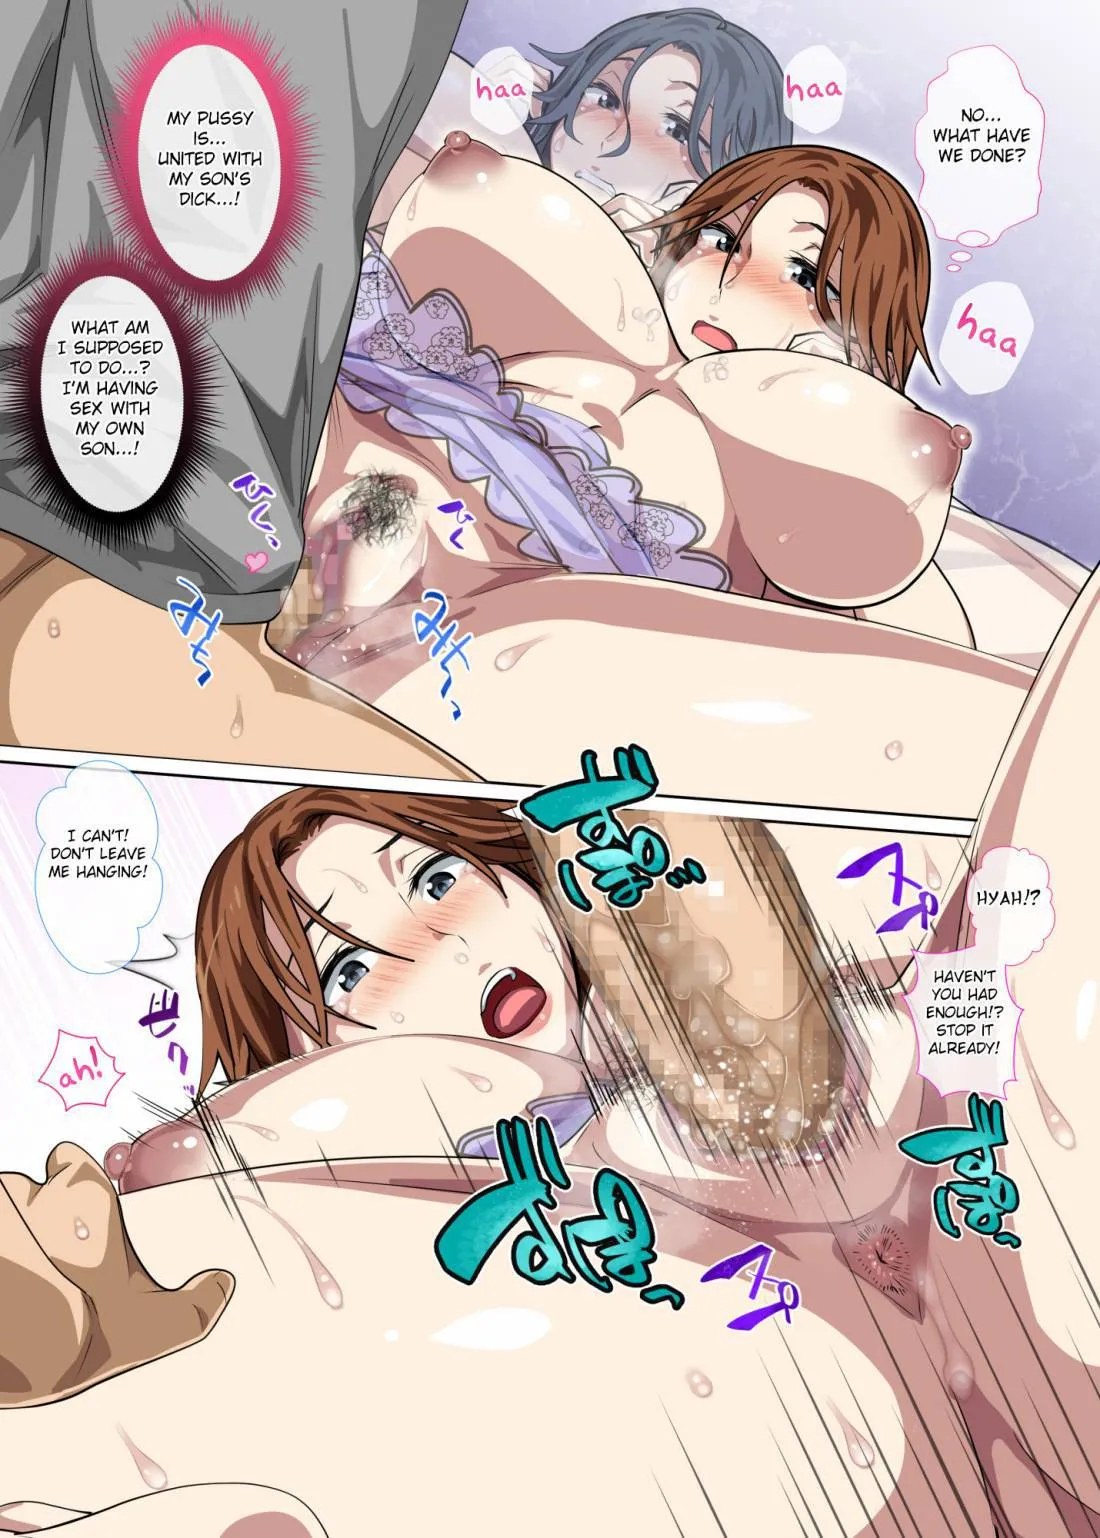 haa
haa
NO...
WHAT HAVE
WE DONE?
MY PUSSY
IS...
UNITED WITH
MY SON'S
DICK...!
haa
WHAT AM
I SUPPOSED
TO DO...?
I'M HAVING
SEX WITH
MY OWN
SON...!
I CAN'T!
DON'T LEAVE
ME HANGING!
HYAH!?
HAVEN'T
YOU HAD
ENOUGH!?
STOP IT
ALREADY!
ah!